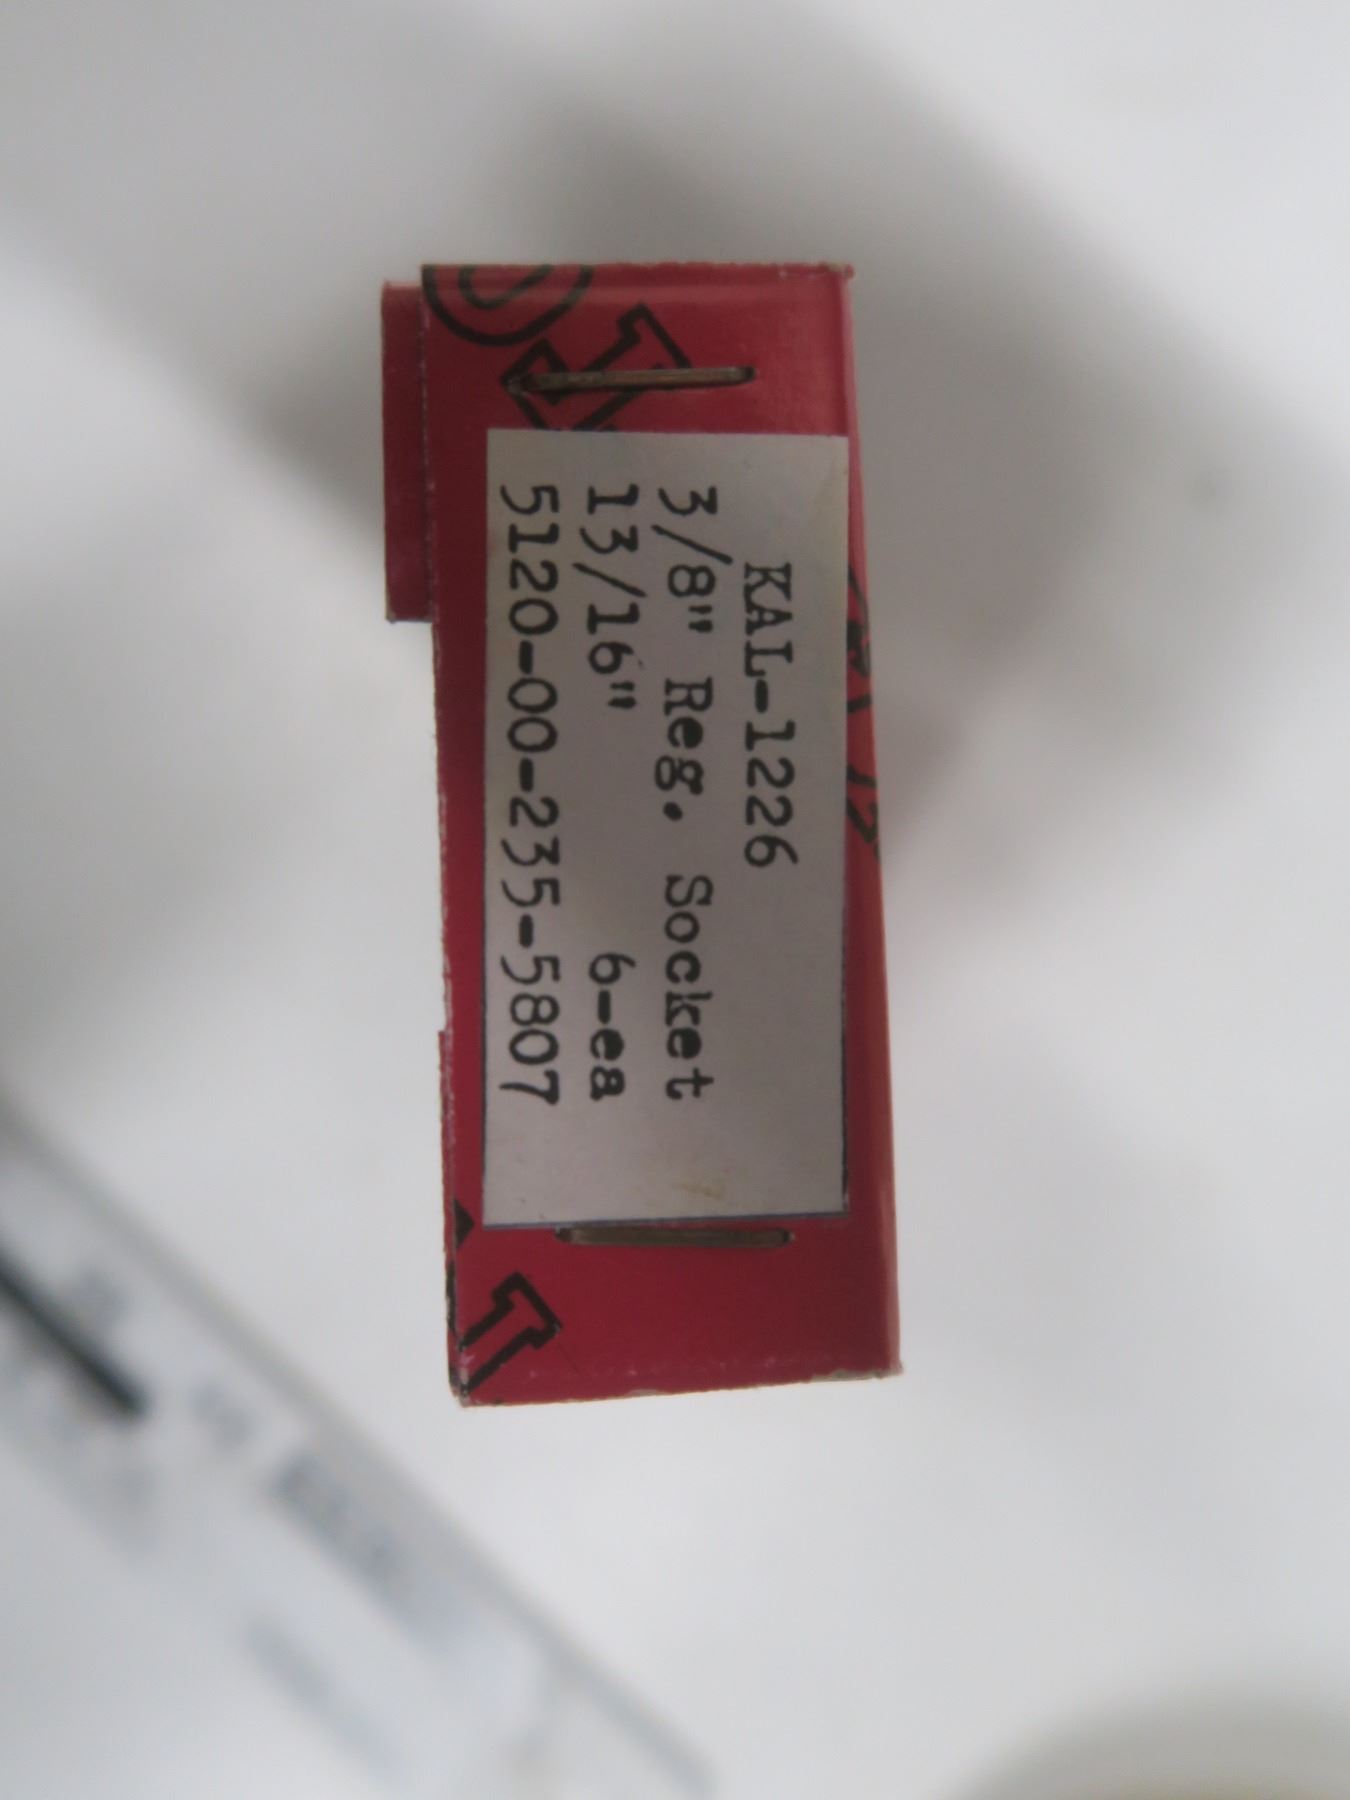 KAL-1226
3/8" Reg. Socket
13/16" 6-ea
5120-00-235-5807